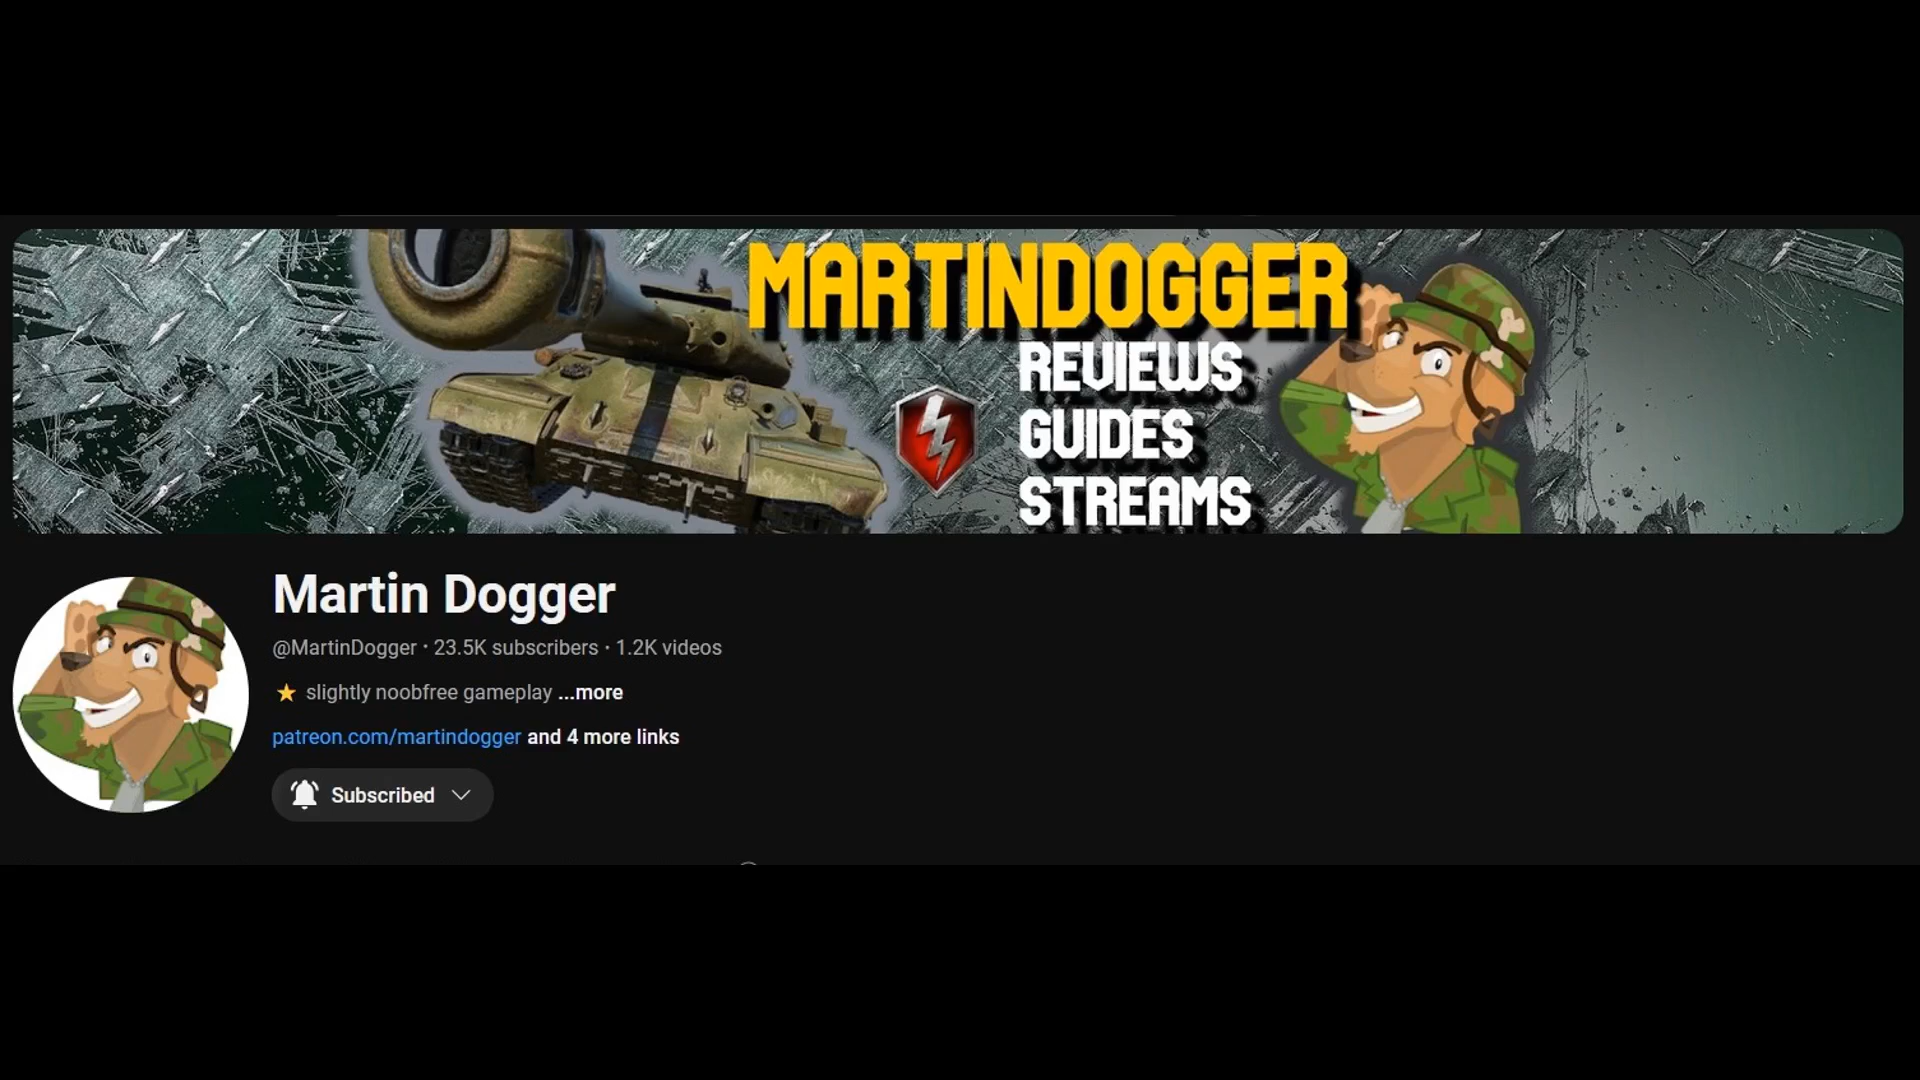 MARTINDOGGER
REVIEWS
GUIDES
STREAMS
Martin Dogger
@MartinDogger · 23.5K subscribers · 1.2K videos
slightly noobfree gameplay ...more
patreon.com/martindogger and 4 more links
Subscribed